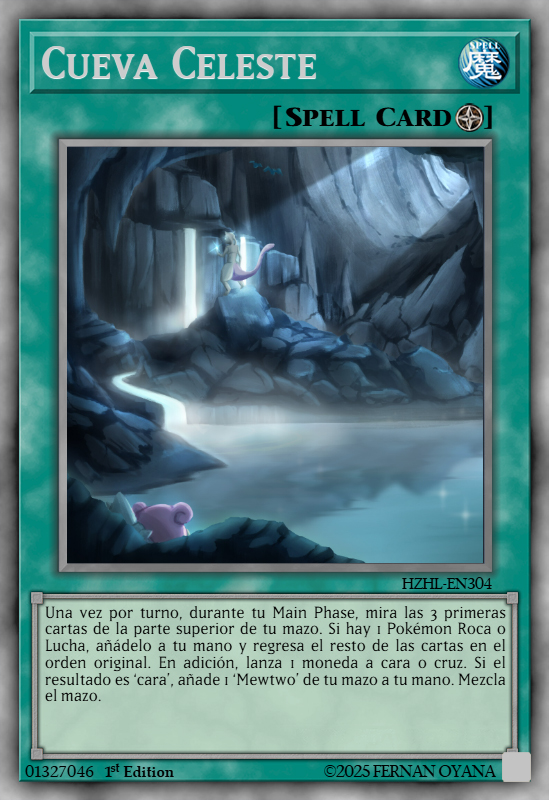 Cueva Celeste
SPELL
魔
[Spell Card]
HZHL-EN304
Una vez por turno, durante tu Main Phase, mira las 3 primeras
cartas de la parte superior de tu mazo. Si hay 1 Pokémon Roca o
Lucha, añádelo a tu mano y regresa el resto de las cartas en el
orden original. En adición, lanza 1 moneda a cara o cruz. Si el
resultado es ‘cara’, añade 1 ‘Mewtwo’ de tu mazo a tu mano. Mezcla
el mazo.
01327046 1st Edition ©2025 FERNAN OYANA